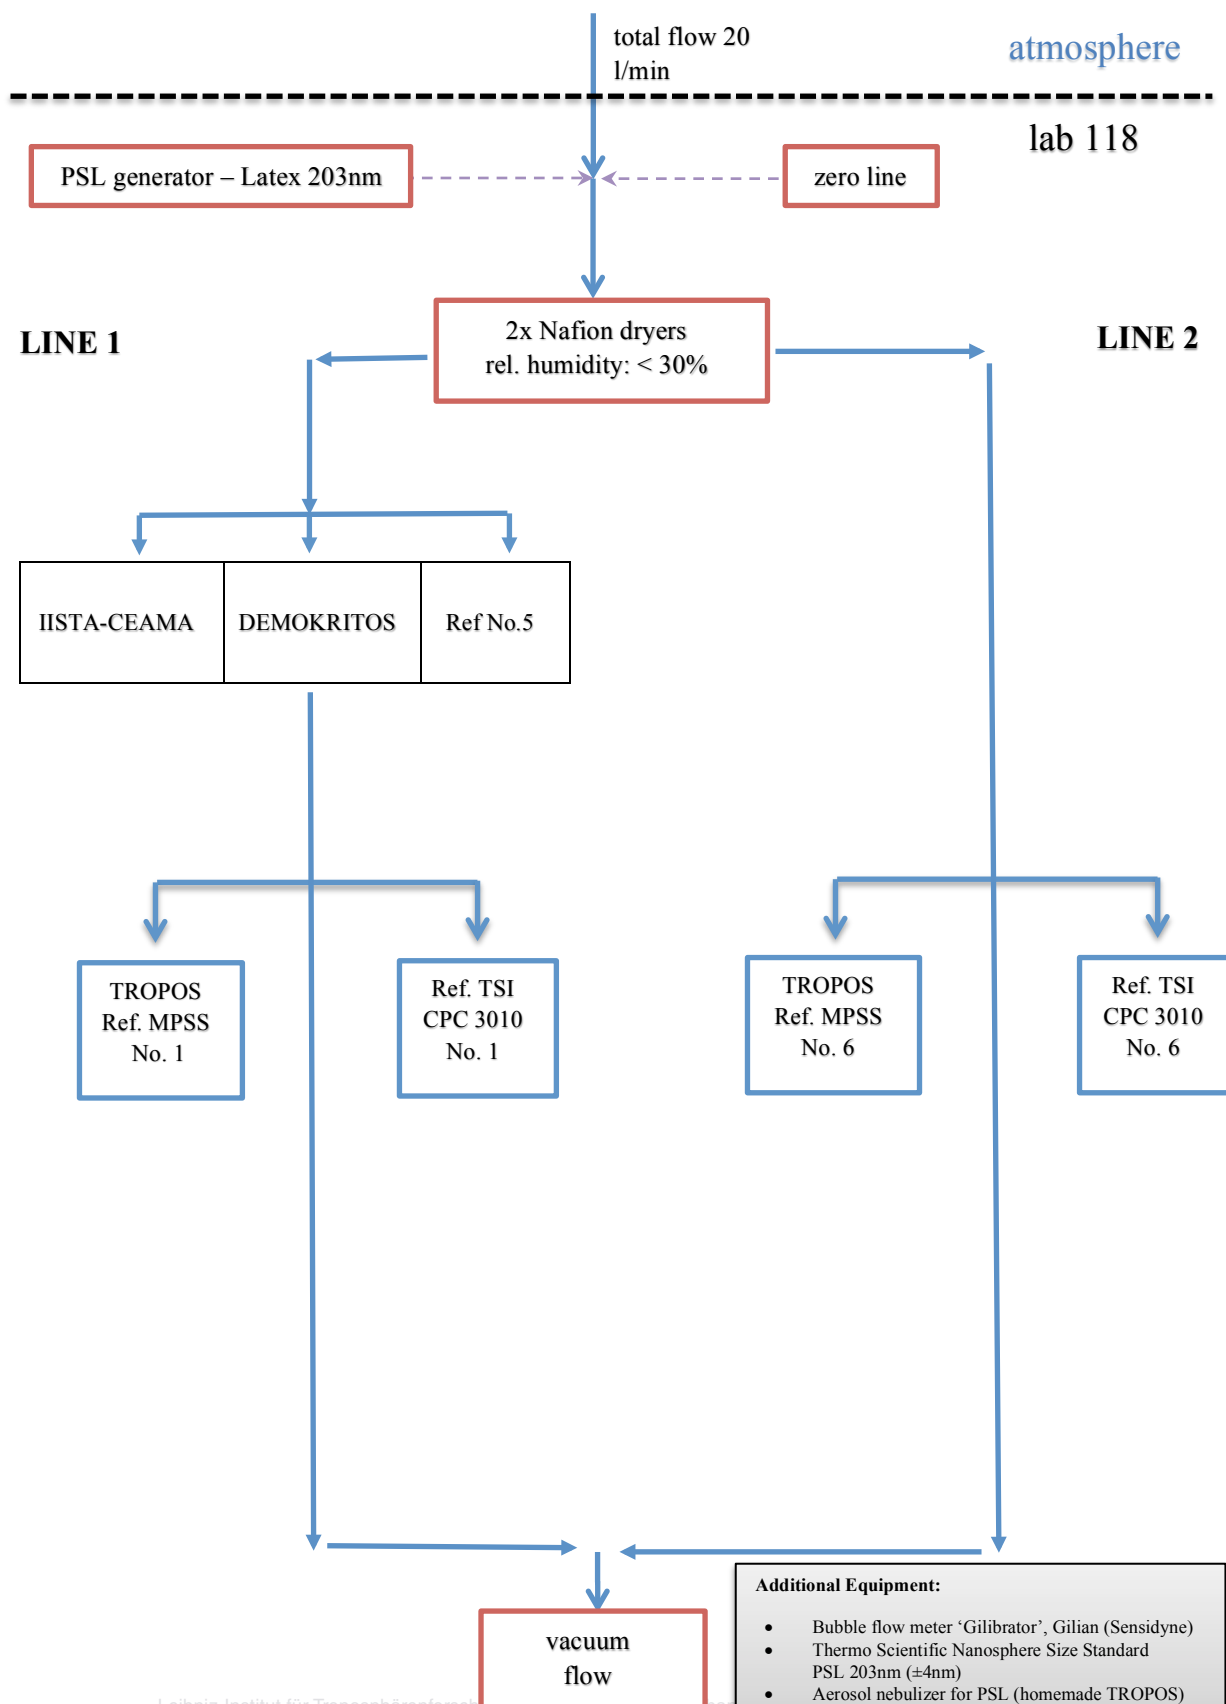 total flow 20
l/min
atmosphere
lab 118
PSL generator – Latex 203nm
zero line
LINE 1
2x Nafion dryers
rel. humidity: < 30%
LINE 2
IISTA-CEAMA
DEMOKRITOS
Ref No.5
TROPOS
Ref. MPSS
No. 1
Ref. TSI
CPC 3010
No. 1
TROPOS
Ref. MPSS
No. 6
Ref. TSI
CPC 3010
No. 6
vacuum
flow
Additional Equipment:
• Bubble flow meter ‘Gilibrator’, Gilian (Sensidyne)
• Thermo Scientific Nanosphere Size Standard
PSL 203nm (±4nm)
• Aerosol nebulizer for PSL (homemade TROPOS)
Leibniz-Institut für